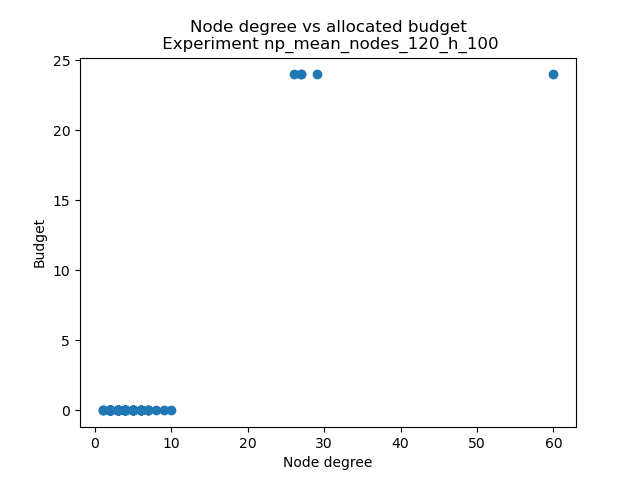 Node degree vs allocated budget
Experiment np_mean_nodes_120_h_100
25
20
15
10
5
0
Budget
0 10 20 30 40 50 60
Node degree